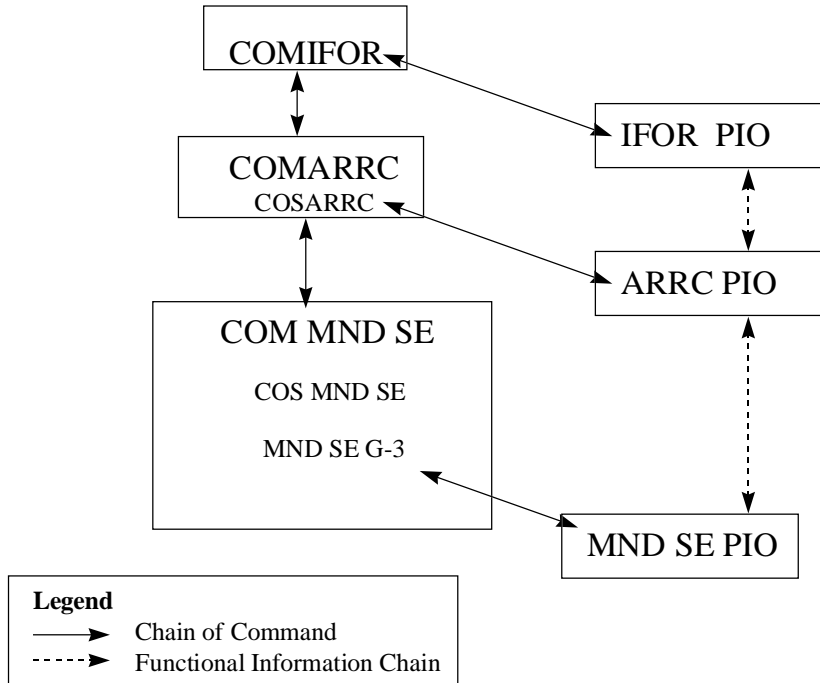 COMIFOR
IFOR PIO
COMARRC
COSARRC
ARRC PIO
COM MND SE
COS MND SE
MND SE G-3
MND SE PIO
Legend
Chain of Command
Functional Information Chain